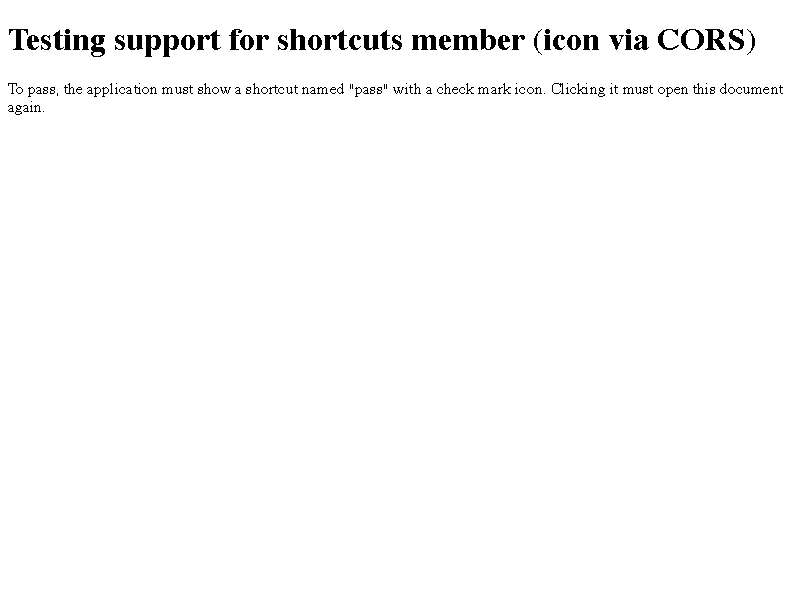 Testing support for shortcuts member (icon via CORS)
To pass, the application must show a shortcut named "pass" with a check mark icon. Clicking it must open this document
again.